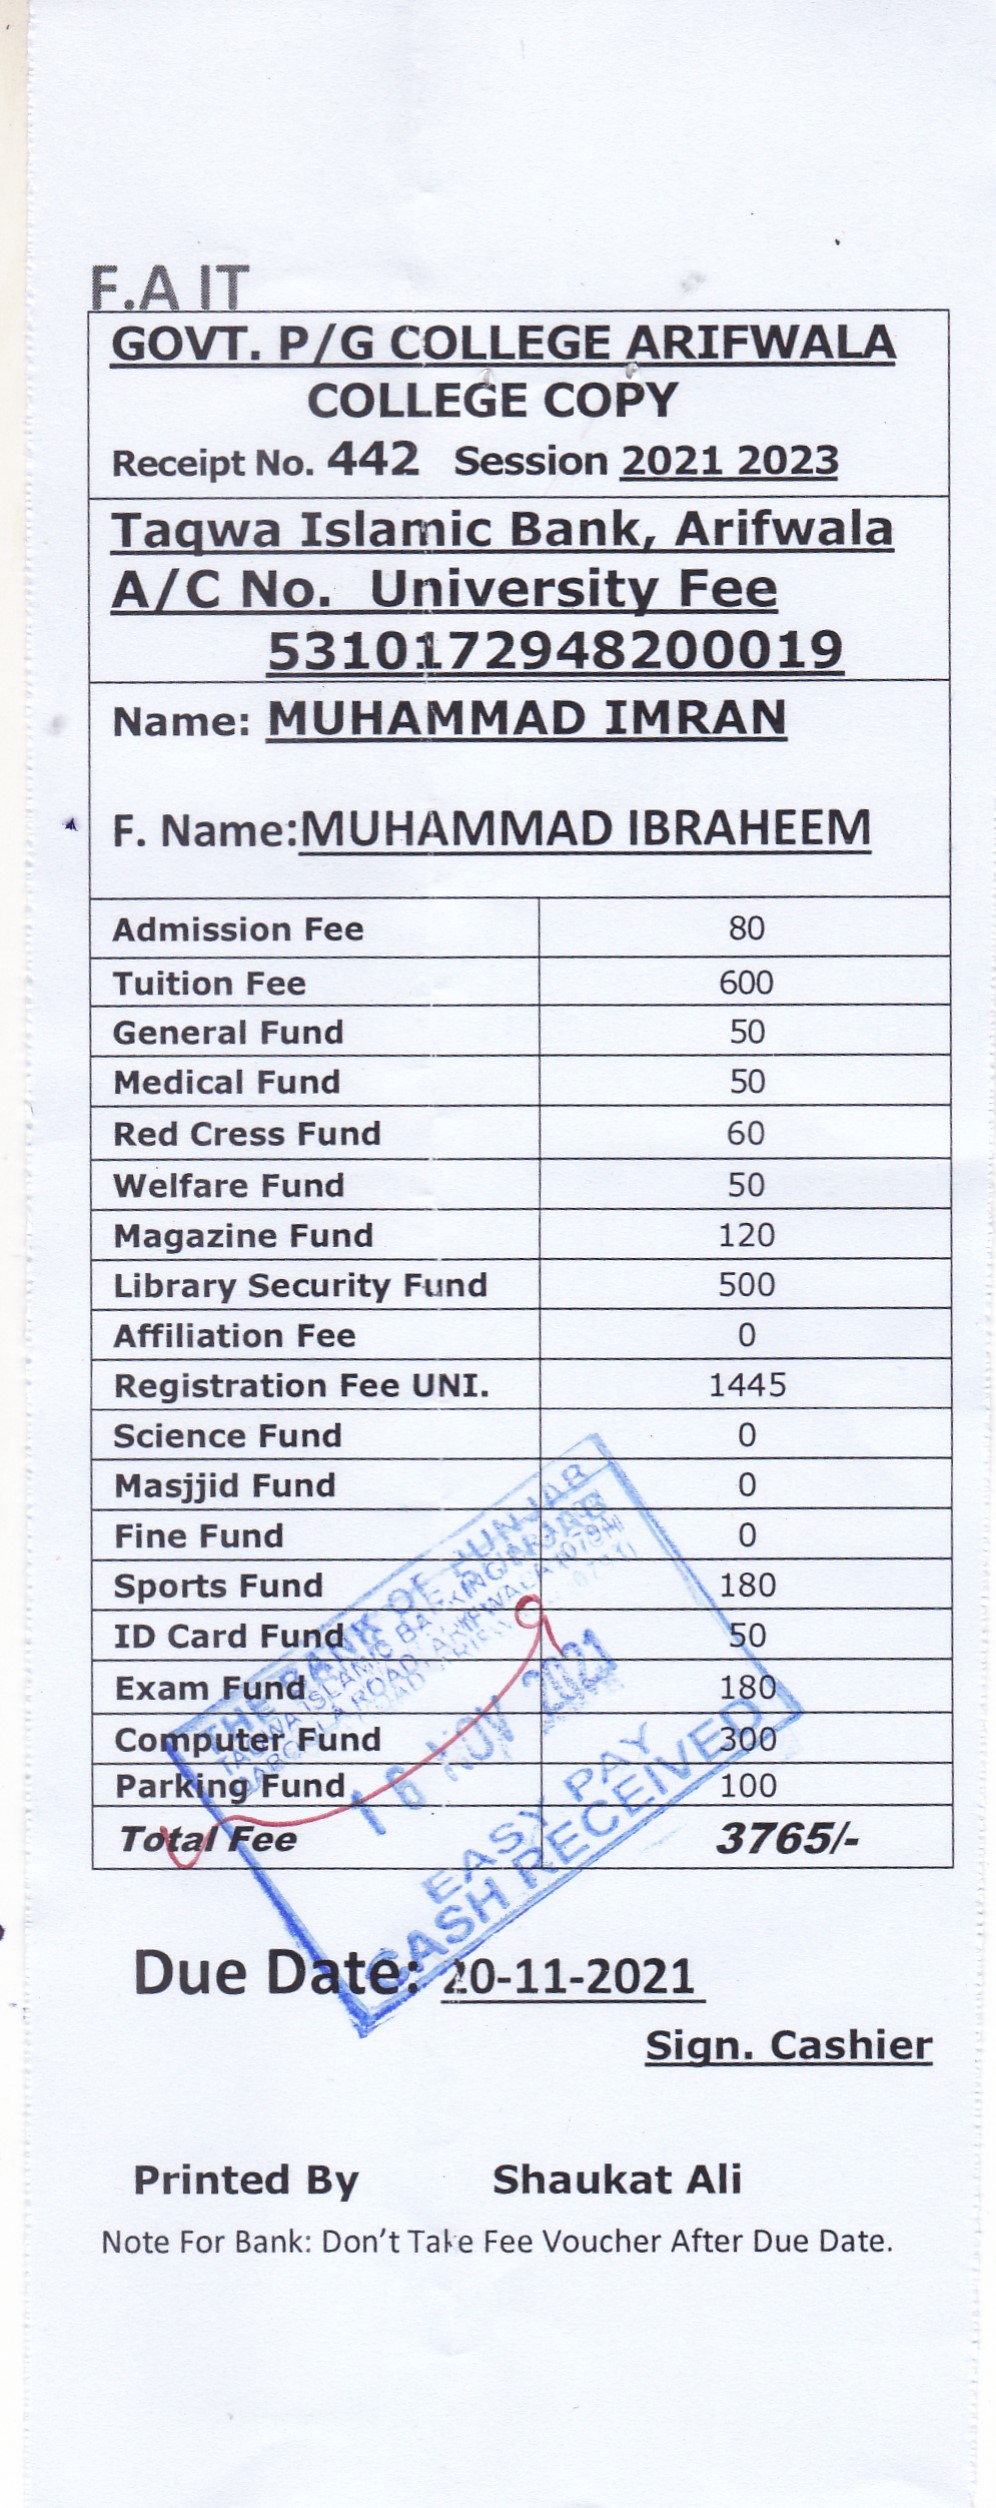 F.A IT
GOVT. P/G COLLEGE ARIFWALA
COLLEGE COPY
Receipt No. 442 Session 2021 2023
Taqwa Islamic Bank, Arifwala
A/C No. University Fee
5310172948200019
Name: MUHAMMAD IMRAN
F. Name:MUHAMMAD IBRAHEEM
Admission Fee 80
Tuition Fee 600
General Fund 50
Medical Fund 50
Red Cress Fund 60
Welfare Fund 50
Magazine Fund 120
Library Security Fund 500
Affiliation Fee 0
Registration Fee UNI. 1445
Science Fund 0
Masjjid Fund 0
Fine Fund 0
Sports Fund 180
ID Card Fund 50
Exam Fund 180
Computer Fund 300
Parking Fund 100
Total Fee 3765/-
THE BANK OF PUNJAB
TAQWA ISLAMIC BANKING
ROAD ARIFWALA
16 NOV 2021
EASY PAY
CASH RECEIVED
Due Date: 20-11-2021
Sign. Cashier
Printed By Shaukat Ali
Note For Bank: Don't Take Fee Voucher After Due Date.